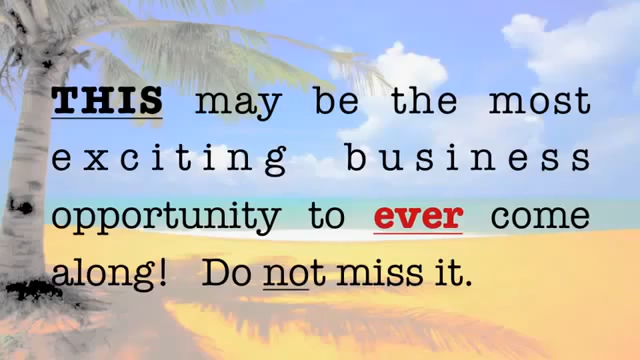 THIS may be the most
exciting business
opportunity to ever come
along! Do not miss it.